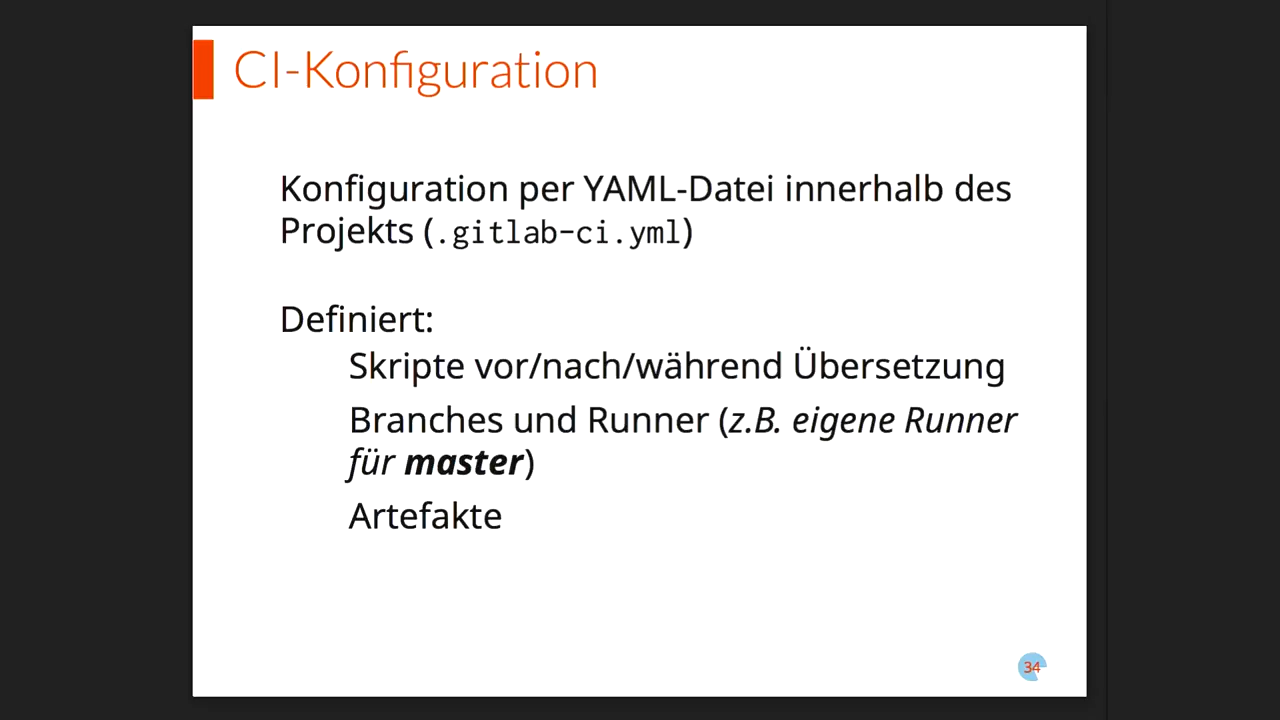 CI-Konfiguration
Konfiguration per YAML-Datei innerhalb des
Projekts (.gitlab-ci.yml)
Definiert:
Skripte vor/nach/während Übersetzung
Branches und Runner (z.B. eigene Runner
für master)
Artefakte
34